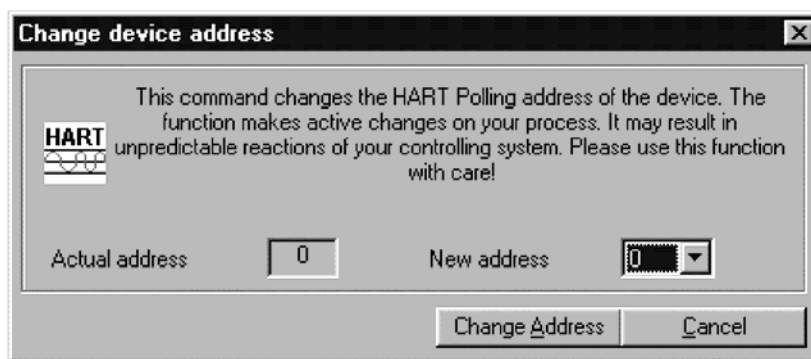 Change device address
This command changes the HART Polling address of the device. The
function makes active changes on your process. It may result in
unpredictable reactions of your controlling system. Please use this function
with care!
HART
Actual address 0 New address 0
Change Address Cancel